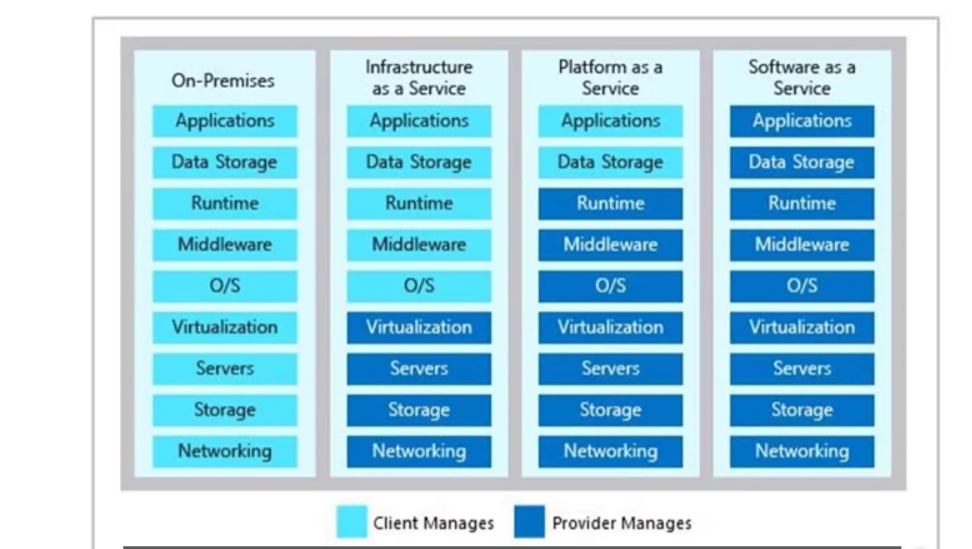 On-Premises
Applications
Data Storage
Runtime
Middleware
O/S
Virtualization
Servers
Storage
Networking
Infrastructure
as a Service
Applications
Data Storage
Runtime
Middleware
O/S
Virtualization
Servers
Storage
Networking
Platform as a
Service
Applications
Data Storage
Runtime
Middleware
O/S
Virtualization
Servers
Storage
Networking
Software as a
Service
Applications
Data Storage
Runtime
Middleware
O/S
Virtualization
Servers
Storage
Networking
Client Manages
Provider Manages